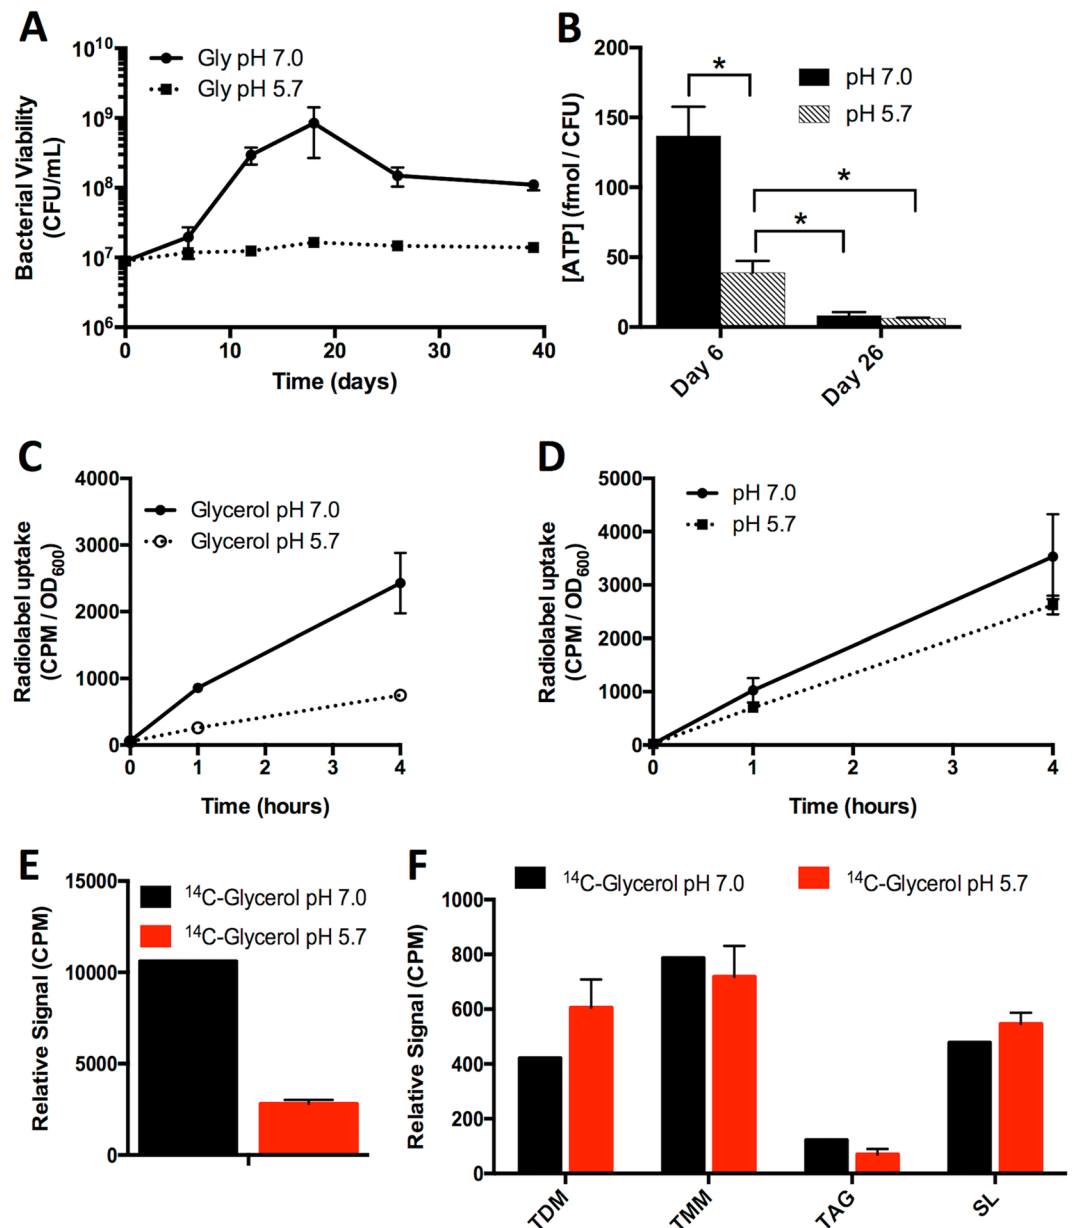 A
Gly pH 7.0
Gly pH 5.7
Bacterial Viability
(CFU/mL)
10^10
10^9
10^8
10^7
10^6
0 10 20 30 40
Time (days)
B
* pH 7.0
pH 5.7
*
*
[ATP] (fmol / CFU)
200
150
100
50
0
Day 6 Day 26
C
Glycerol pH 7.0
Glycerol pH 5.7
Radiolabel uptake
(CPM / OD600)
4000
3000
2000
1000
0
0 1 2 3 4
Time (hours)
D
pH 7.0
pH 5.7
Radiolabel uptake
(CPM / OD600)
5000
4000
3000
2000
1000
0
0 1 2 3 4
Time (hours)
E
14C-Glycerol pH 7.0
14C-Glycerol pH 5.7
Relative Signal (CPM)
15000
10000
5000
0
F
14C-Glycerol pH 7.0 14C-Glycerol pH 5.7
Relative Signal (CPM)
1000
800
600
400
200
0
TDM TMM TAG SL